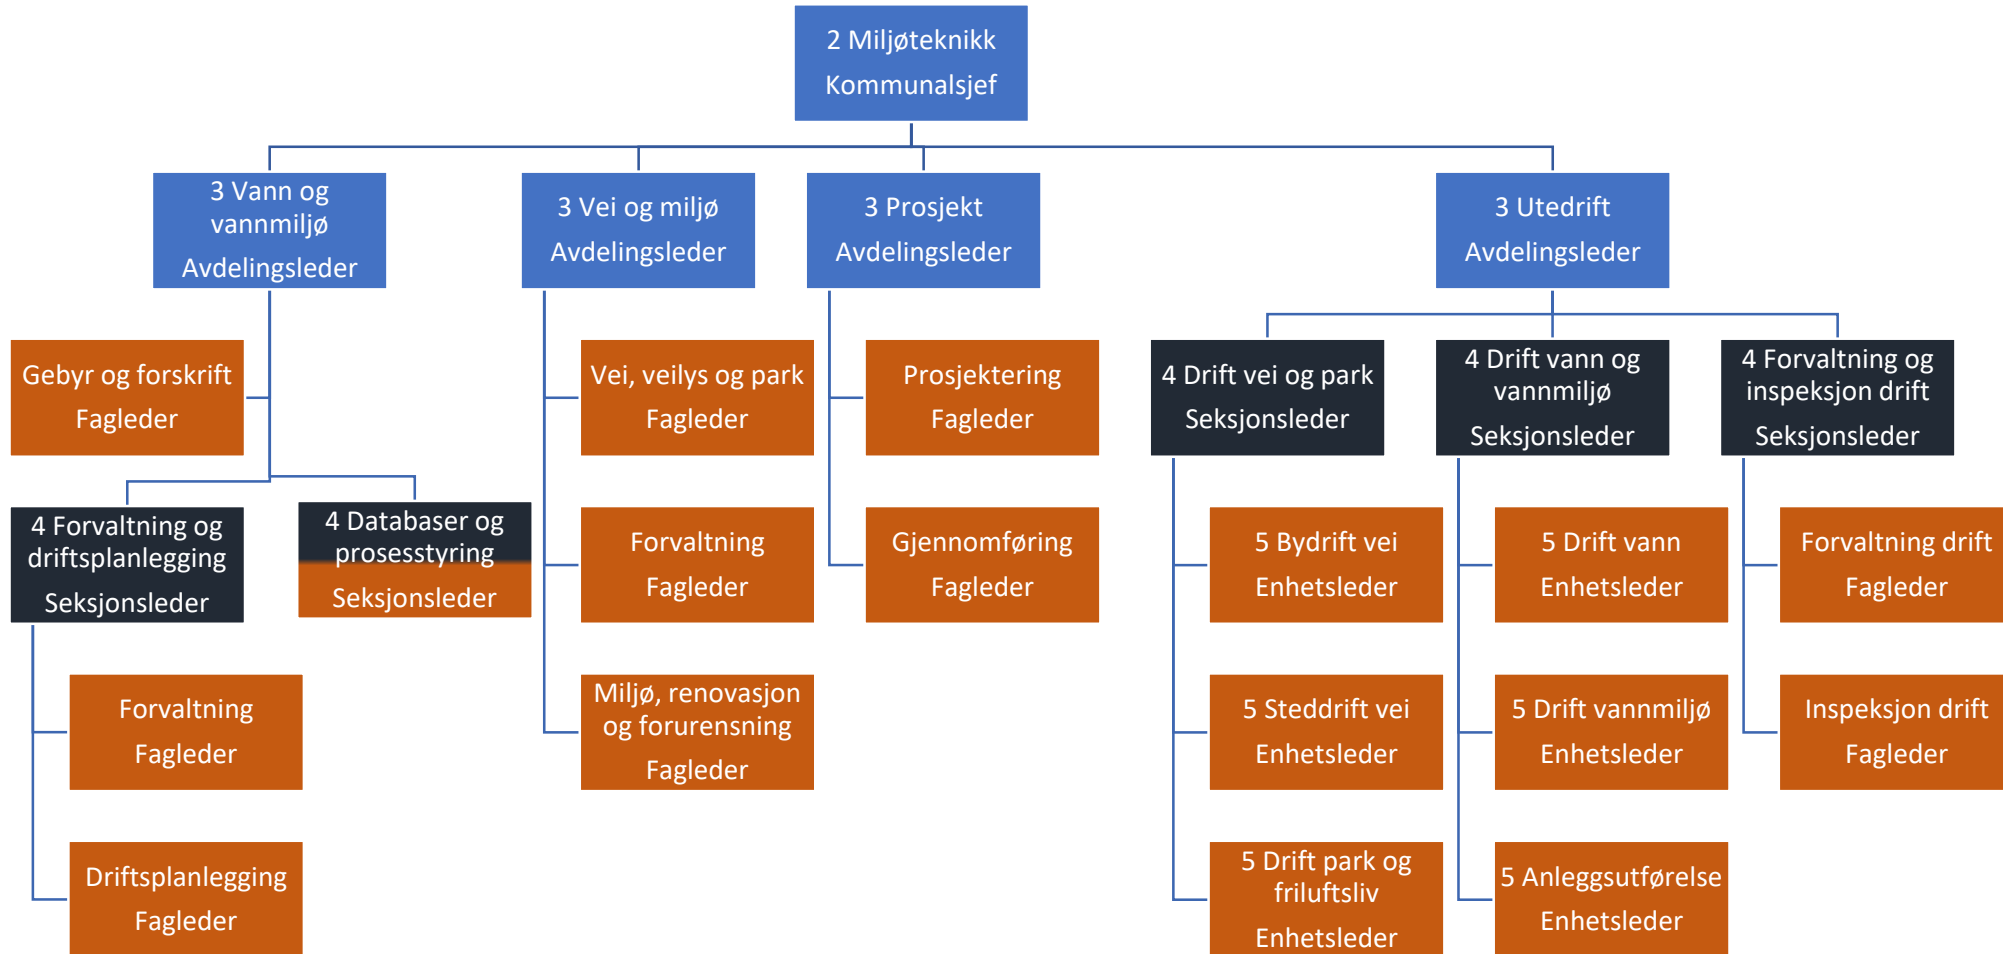 2 Miljøteknikk
Kommunalsjef
3 Vann og
vannmiljø
Avdelingsleder
3 Vei og miljø
Avdelingsleder
3 Prosjekt
Avdelingsleder
3 Utedrift
Avdelingsleder
Gebyr og forskrift
Fagleder
Vei, veilys og park
Fagleder
Prosjektering
Fagleder
4 Drift vei og park
Seksjonsleder
4 Drift vann og
vannmiljø
Seksjonsleder
4 Forvaltning og
inspeksjon drift
Seksjonsleder
4 Forvaltning og
driftsplanlegging
Seksjonsleder
4 Databaser og
prosesstyring
Seksjonsleder
Forvaltning
Fagleder
Gjennomføring
Fagleder
5 Bydrift vei
Enhetsleder
5 Drift vann
Enhetsleder
Forvaltning drift
Fagleder
Forvaltning
Fagleder
Miljø, renovasjon
og forurensning
Fagleder
5 Steddrift vei
Enhetsleder
5 Drift vannmiljø
Enhetsleder
Inspeksjon drift
Fagleder
Driftsplanlegging
Fagleder
5 Drift park og
friluftsliv
Enhetsleder
5 Anleggsutførelse
Enhetsleder